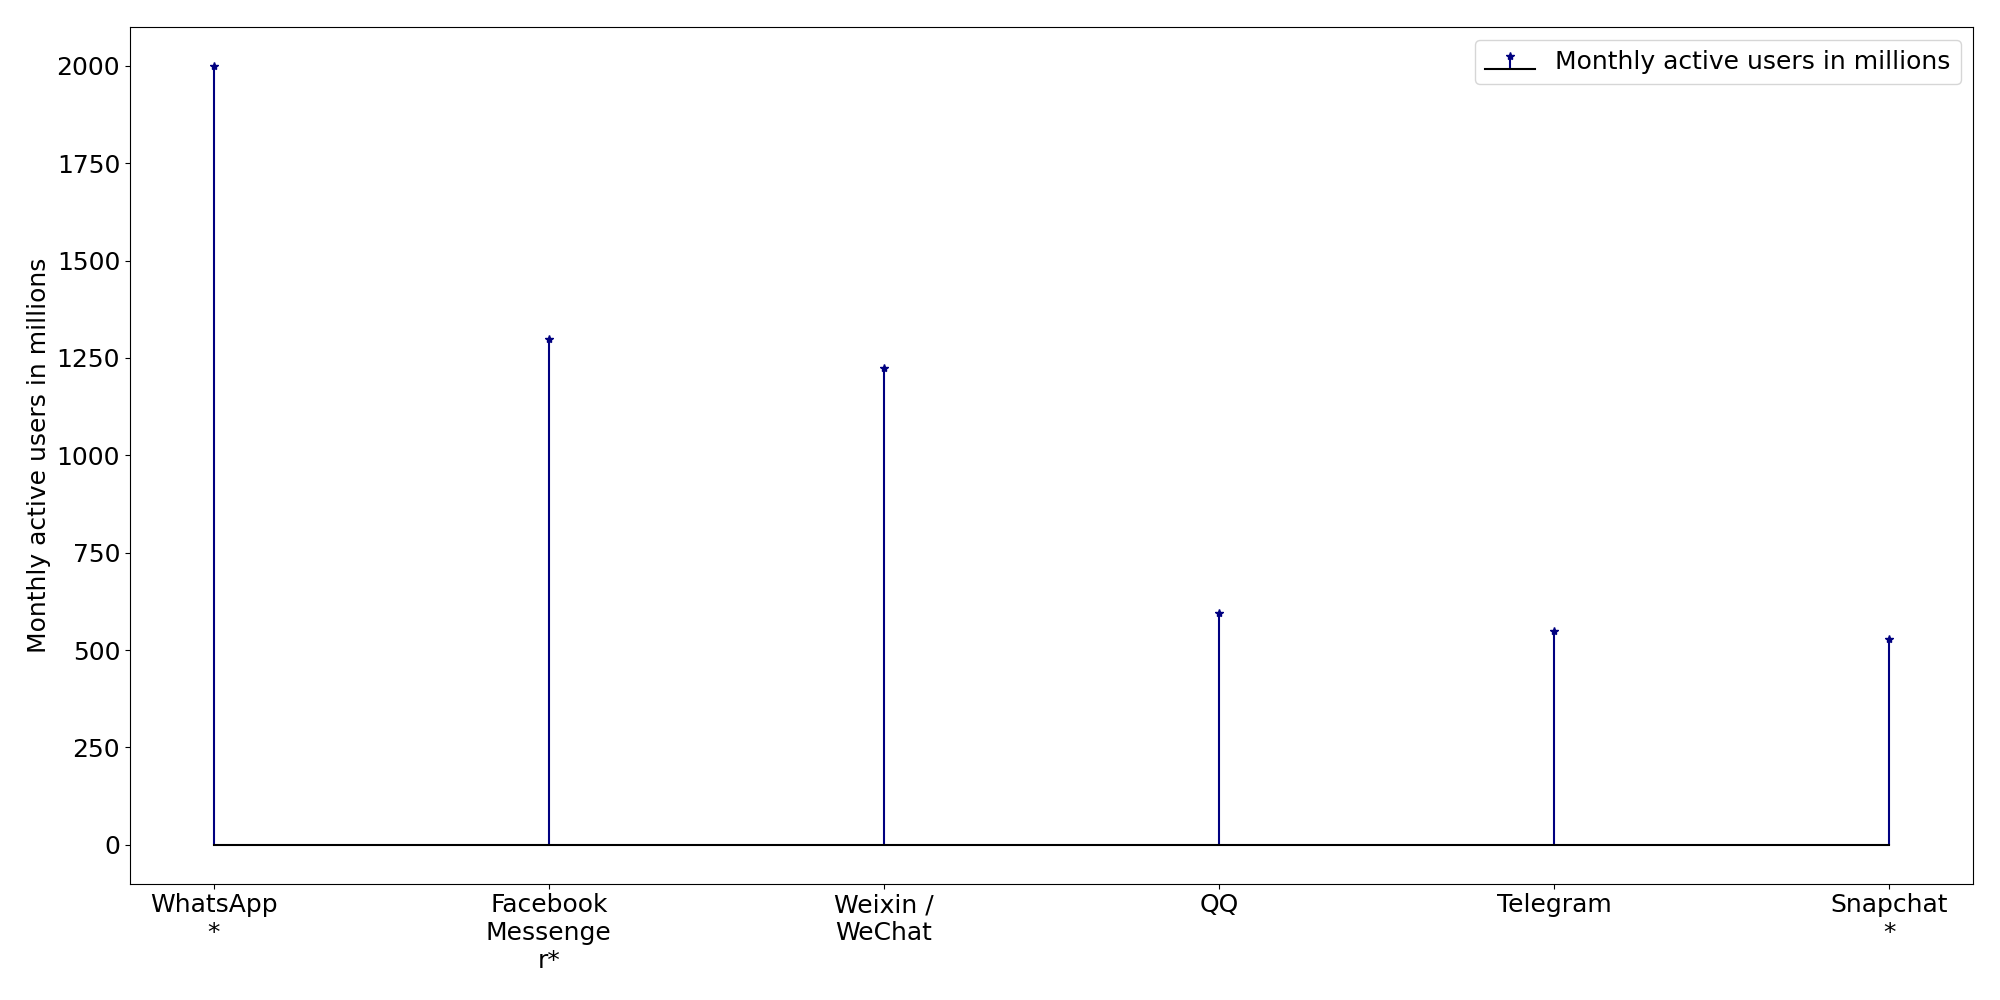 Monthly active users in millions
2000
1750
1500
1250
1000
750
500
250
0
Monthly active users in millions
WhatsApp
*
Facebook
Messenge
r*
Weixin /
WeChat
QQ
Telegram
Snapchat
*